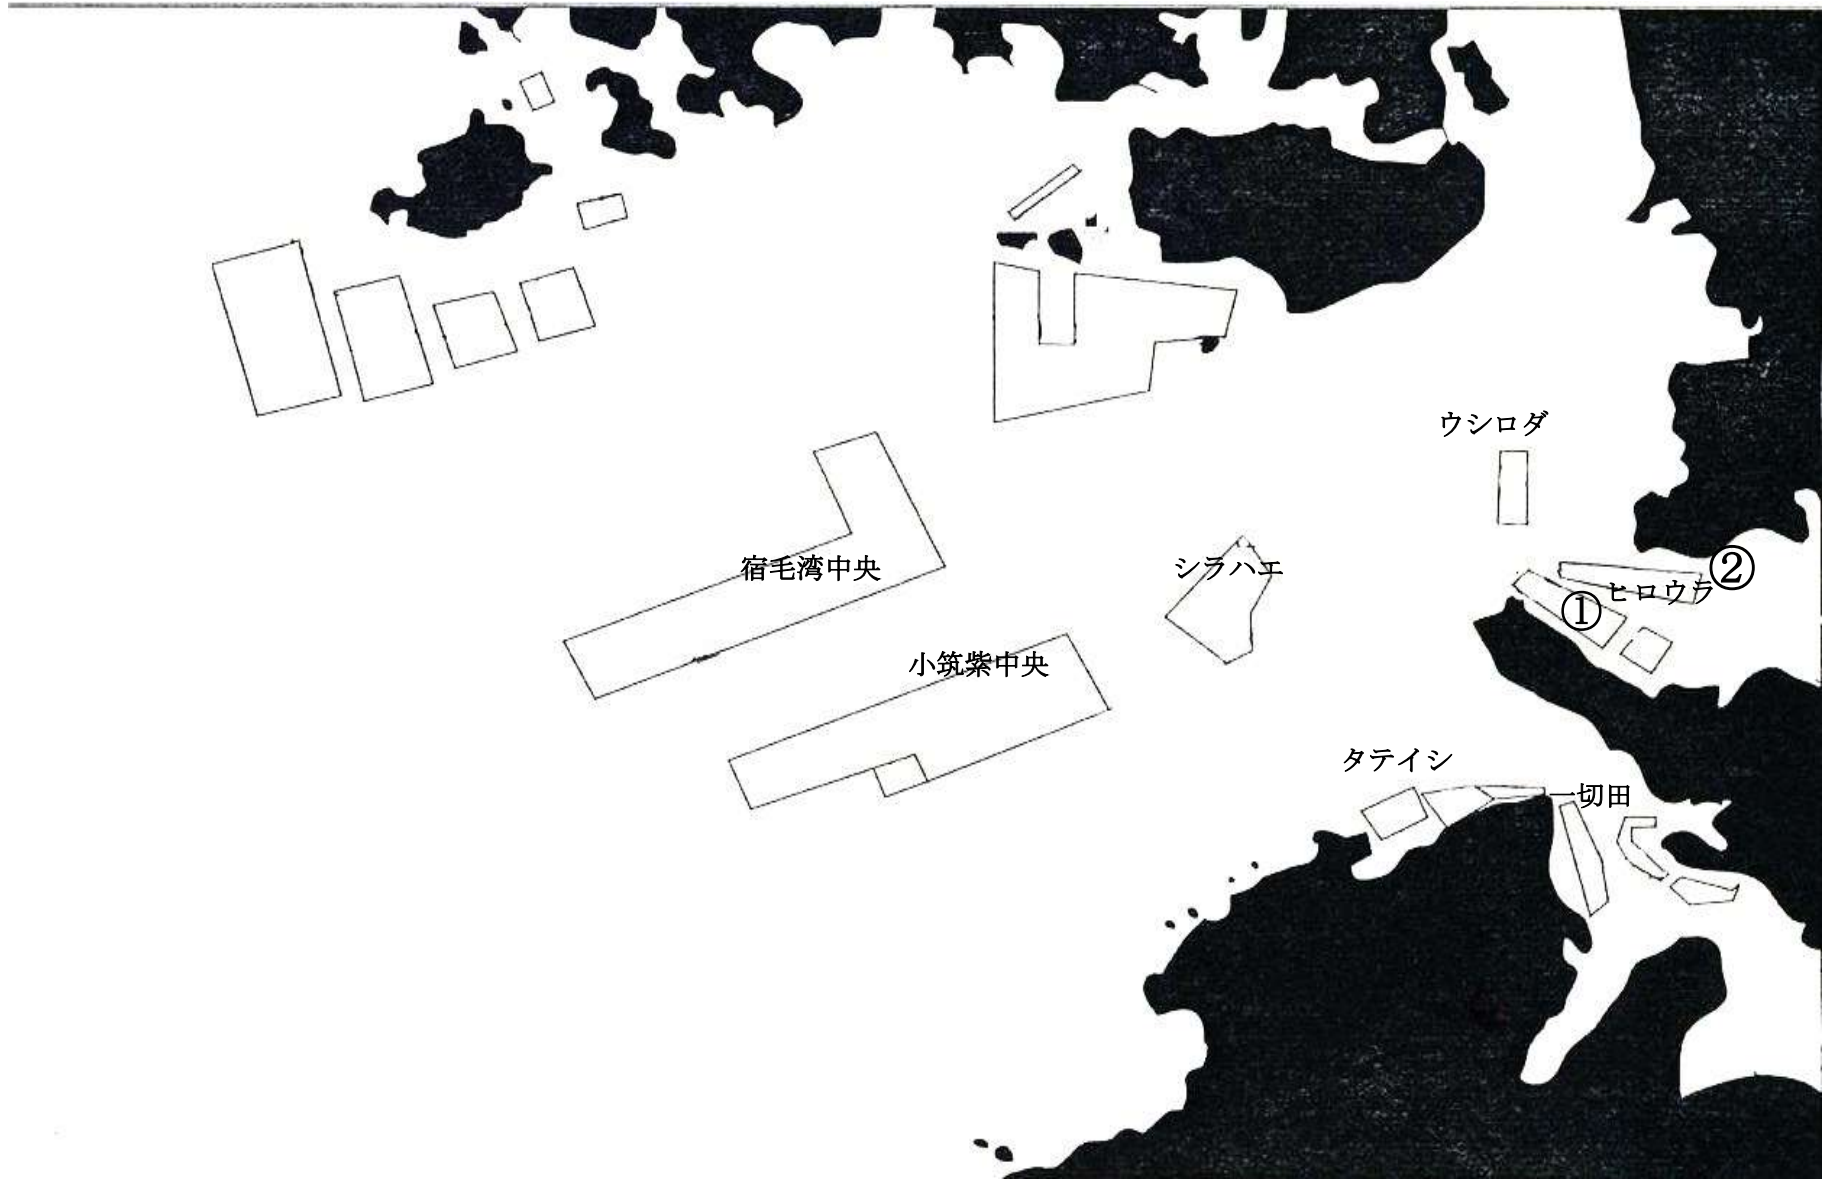 ウシロダ
宿毛湾中央
シラハエ
②
ヒロウラ
①
小筑紫中央
タテイシ
一切田